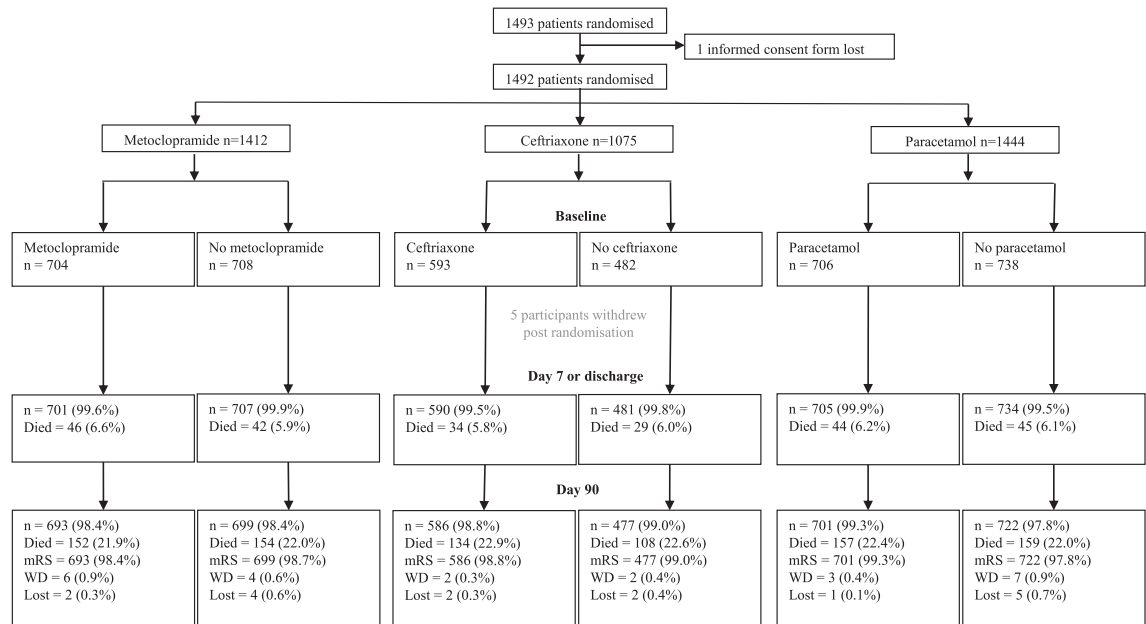 1493 patients randomised
1 informed consent form lost
1492 patients randomised
Metoclopramide n=1412
Ceftriaxone n=1075
Paracetamol n=1444
Baseline
Metoclopramide
n = 704
No metoclopramide
n = 708
Ceftriaxone
n = 593
No ceftriaxone
n = 482
Paracetamol
n = 706
No paracetamol
n = 738
5 participants withdrew
post randomisation
Day 7 or discharge
n = 701 (99.6%)
Died = 46 (6.6%)
n = 707 (99.9%)
Died = 42 (5.9%)
n = 590 (99.5%)
Died = 34 (5.8%)
n = 481 (99.8%)
Died = 29 (6.0%)
n = 705 (99.9%)
Died = 44 (6.2%)
n = 734 (99.5%)
Died = 45 (6.1%)
Day 90
n = 693 (98.4%)
Died = 152 (21.9%)
mRS = 693 (98.4%)
WD = 6 (0.9%)
Lost = 2 (0.3%)
n = 699 (98.4%)
Died = 154 (22.0%)
mRS = 699 (98.7%)
WD = 4 (0.6%)
Lost = 4 (0.6%)
n = 586 (98.8%)
Died = 134 (22.9%)
mRS = 586 (98.8%)
WD = 2 (0.3%)
Lost = 2 (0.3%)
n = 477 (99.0%)
Died = 108 (22.6%)
mRS = 477 (99.0%)
WD = 2 (0.4%)
Lost = 2 (0.4%)
n = 701 (99.3%)
Died = 157 (22.4%)
mRS = 701 (99.3%)
WD = 3 (0.4%)
Lost = 1 (0.1%)
n = 722 (97.8%)
Died = 159 (22.0%)
mRS = 722 (97.8%)
WD = 7 (0.9%)
Lost = 5 (0.7%)